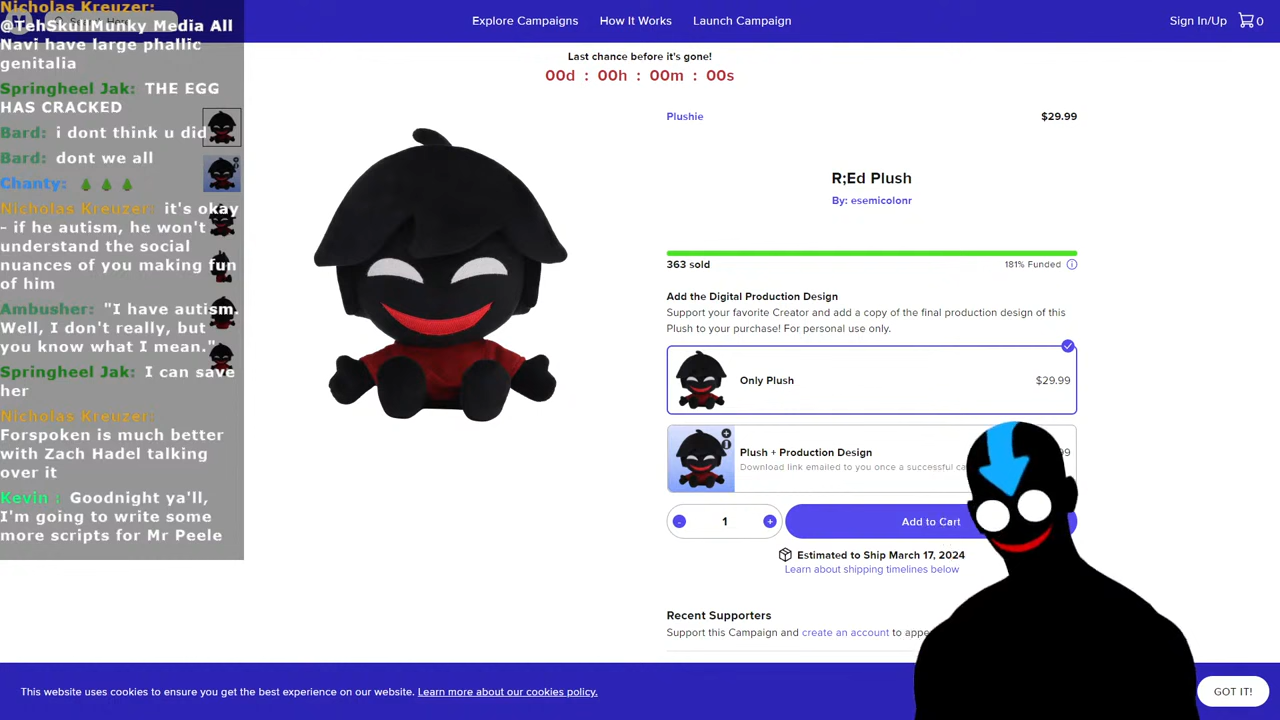 Nicholas Kreuzer:
@TehSkullMunky Media All
Navi have large phallic
genitalia
Springheel Jak: THE EGG
HAS CRACKED
Bard: i dont think u did
Bard: dont we all
Chanty:
Nicholas Kreuzer: it's okay
- if he autism, he won't
understand the social
nuances of you making fun
of him
Ambusher: "I have autism.
Well, I don't really, but
you know what I mean."
Springheel Jak: I can save
her
Nicholas Kreuzer:
Forspoken is much better
with Zach Hadel talking
over it
Kevin : Goodnight ya'll,
I'm going to write some
more scripts for Mr Peele
Explore Campaigns
How It Works
Launch Campaign
Sign In/Up
0
Last chance before it's gone!
00d : 00h : 00m : 00s
Plushie
$29.99
R;Ed Plush
By: esemicolonr
363 sold
181% Funded
Add the Digital Production Design
Support your favorite Creator and add a copy of the final production design of this
Plush to your purchase! For personal use only.
Only Plush
$29.99
Plush + Production Design
Download link emailed to you once a successful
-
1
+
Add to Cart
Estimated to Ship March 17, 2024
Learn about shipping timelines below
Recent Supporters
Support this Campaign and create an account to
This website uses cookies to ensure you get the best experience on our website. Learn more about our cookies policy.
GOT IT!